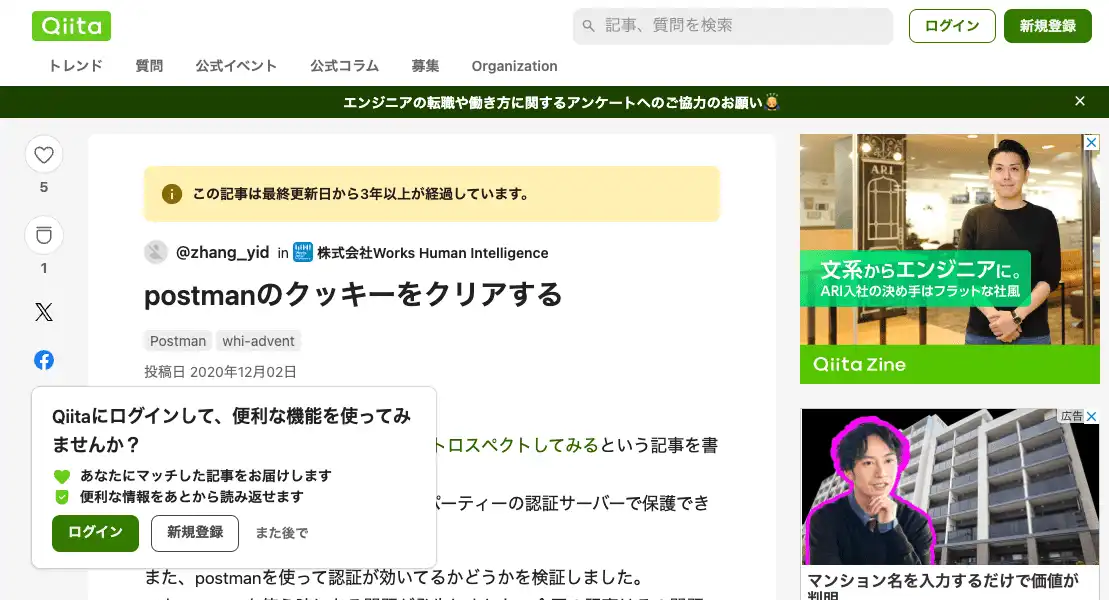 Qiita
記事、質問を検索
ログイン
新規登録
トレンド
質問
公式イベント
公式コラム
募集
Organization
エンジニアの転職や働き方に関するアンケートへのご協力のお願い🙇
5
この記事は最終更新日から3年以上が経過しています。
1
@zhang_yid in 株式会社Works Human Intelligence
postmanのクッキーをクリアする
Postman
whi-advent
投稿日 2020年12月02日
トロスペクトしてみるという記事を書
パーティーの認証サーバーで保護でき
また、postmanを使って認証が効いてるかどうかを検証しました。
Qiitaにログインして、便利な機能を使ってみ
ませんか？
あなたにマッチした記事をお届けします
便利な情報をあとから読み返せます
ログイン
新規登録
また後で
ARI
文系からエンジニアに。
ARI入社の決め手はフラットな社風
Qiita Zine
広告
マンション名を入力するだけで価値が
判明